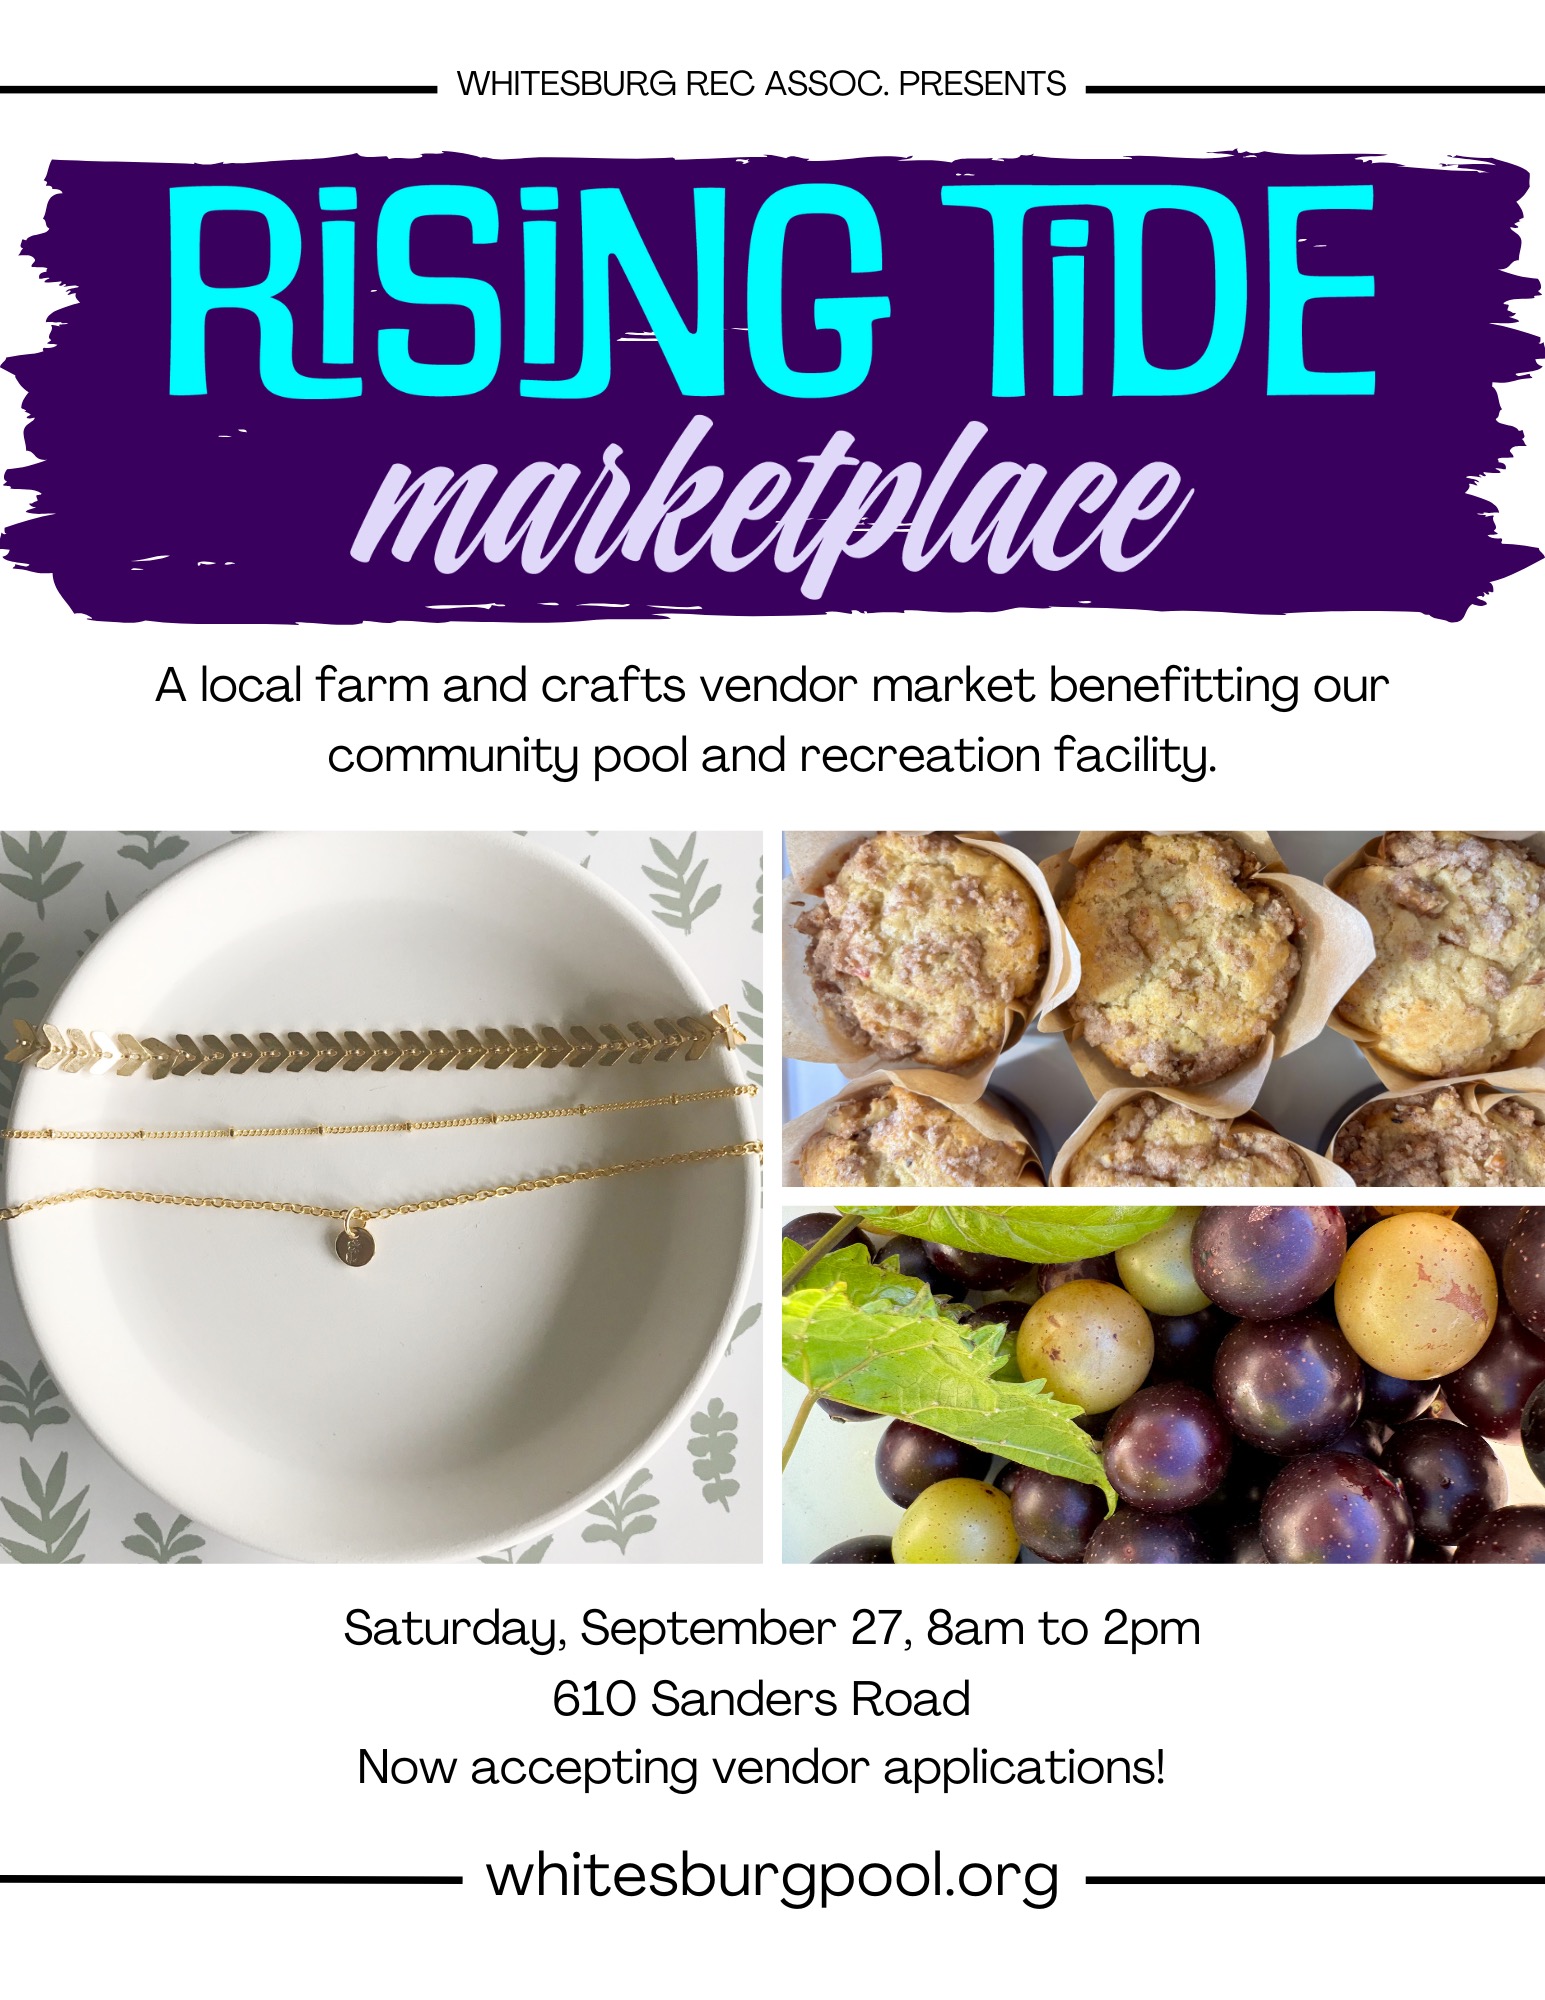 WHITESBURG REC ASSOC. PRESENTS
RiSiNG TiDE
marketplace
A local farm and crafts vendor market benefitting our
community pool and recreation facility.
Saturday, September 27, 8am to 2pm
610 Sanders Road
Now accepting vendor applications!
whitesburgpool.org